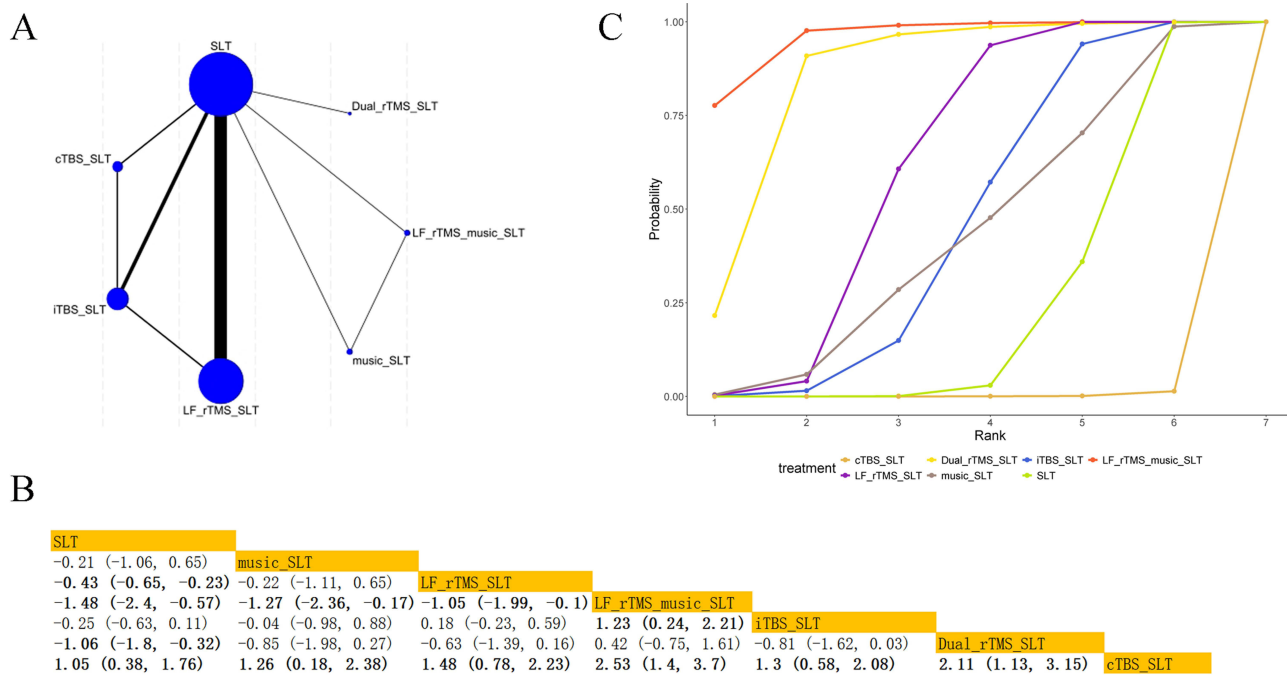 A
SLT
Dual_rTMS_SLT
cTBS_SLT
LF_rTMS_music_SLT
iTBS_SLT
music_SLT
LF_rTMS_SLT
C
1.00
0.75
0.50
0.25
0.00
Probability
1 2 3 4 5 6 7
Rank
treatment
cTBS_SLT Dual_rTMS_SLT iTBS_SLT LF_rTMS_music_SLT
LF_rTMS_SLT music_SLT SLT
B
SLT
-0.21 (-1.06, 0.65) music_SLT
-0.43 (-0.65, -0.23) -0.22 (-1.11, 0.65) LF_rTMS_SLT
-1.48 (-2.4, -0.57) -1.27 (-2.36, -0.17) -1.05 (-1.99, -0.1) LF_rTMS_music_SLT
-0.25 (-0.63, 0.11) -0.04 (-0.98, 0.88) 0.18 (-0.23, 0.59) 1.23 (0.24, 2.21) iTBS_SLT
-1.06 (-1.8, -0.32) -0.85 (-1.98, 0.27) -0.63 (-1.39, 0.16) 0.42 (-0.75, 1.61) -0.81 (-1.62, 0.03) Dual_rTMS_SLT
1.05 (0.38, 1.76) 1.26 (0.18, 2.38) 1.48 (0.78, 2.23) 2.53 (1.4, 3.7) 1.3 (0.58, 2.08) 2.11 (1.13, 3.15) cTBS_SLT